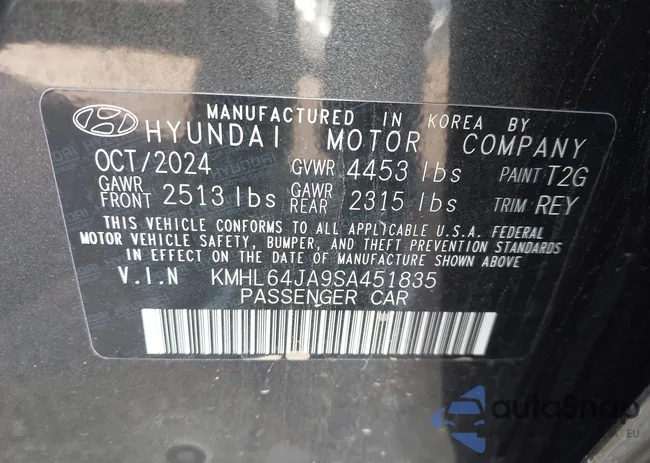 MANUFACTURED IN KOREA BY
HYUNDAI MOTOR COMPANY
OCT/2024 GVWR 4453 lbs PAINT T2G
GAWR FRONT 2513 lbs GAWR REAR 2315 lbs TRIM REY
THIS VEHICLE CONFORMS TO ALL APPLICABLE U.S.A. FEDERAL
MOTOR VEHICLE SAFETY, BUMPER, AND THEFT PREVENTION STANDARDS
IN EFFECT ON THE DATE OF MANUFACTURE SHOWN ABOVE
V.I.N KMHL64JA9SA451835
PASSENGER CAR
autoSnap
EU